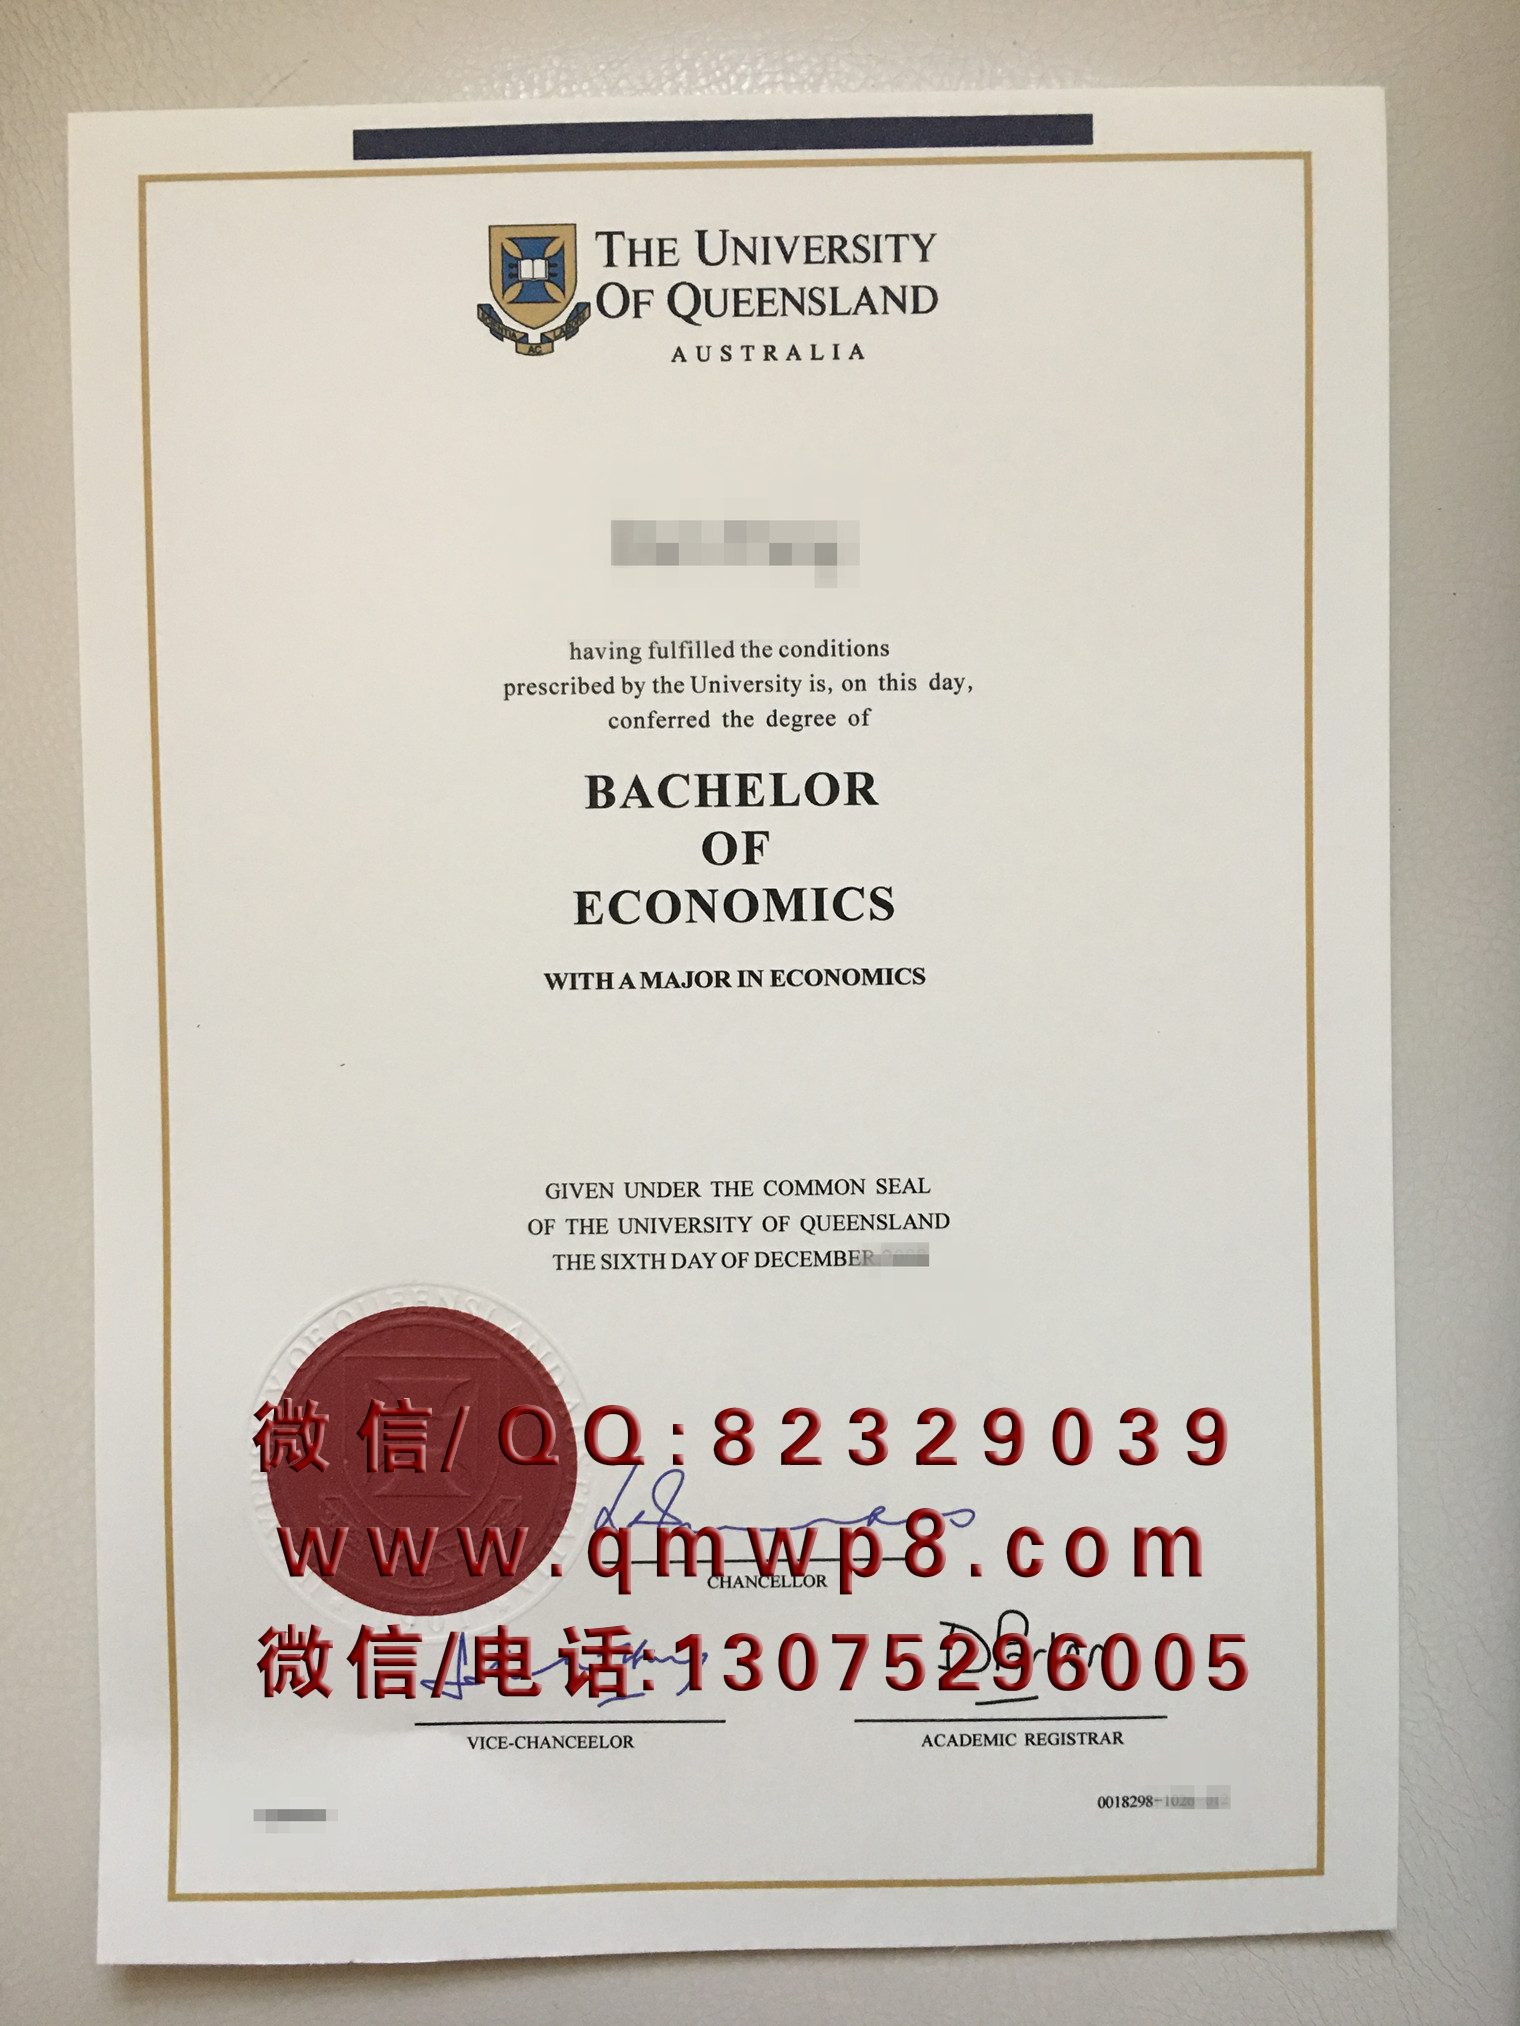 THE UNIVERSITY
OF QUEENSLAND
AUSTRALIA
having fulfilled the conditions
prescribed by the University is, on this day,
conferred the degree of
BACHELOR
OF
ECONOMICS
WITH A MAJOR IN ECONOMICS
GIVEN UNDER THE COMMON SEAL
OF THE UNIVERSITY OF QUEENSLAND
THE SIXTH DAY OF DECEMBER
微信/QQ:82329039
www.qmwp8.com
CHANCELLOR
微信/电话:13075296005
VICE-CHANCEELOR
ACADEMIC REGISTRAR
0018298